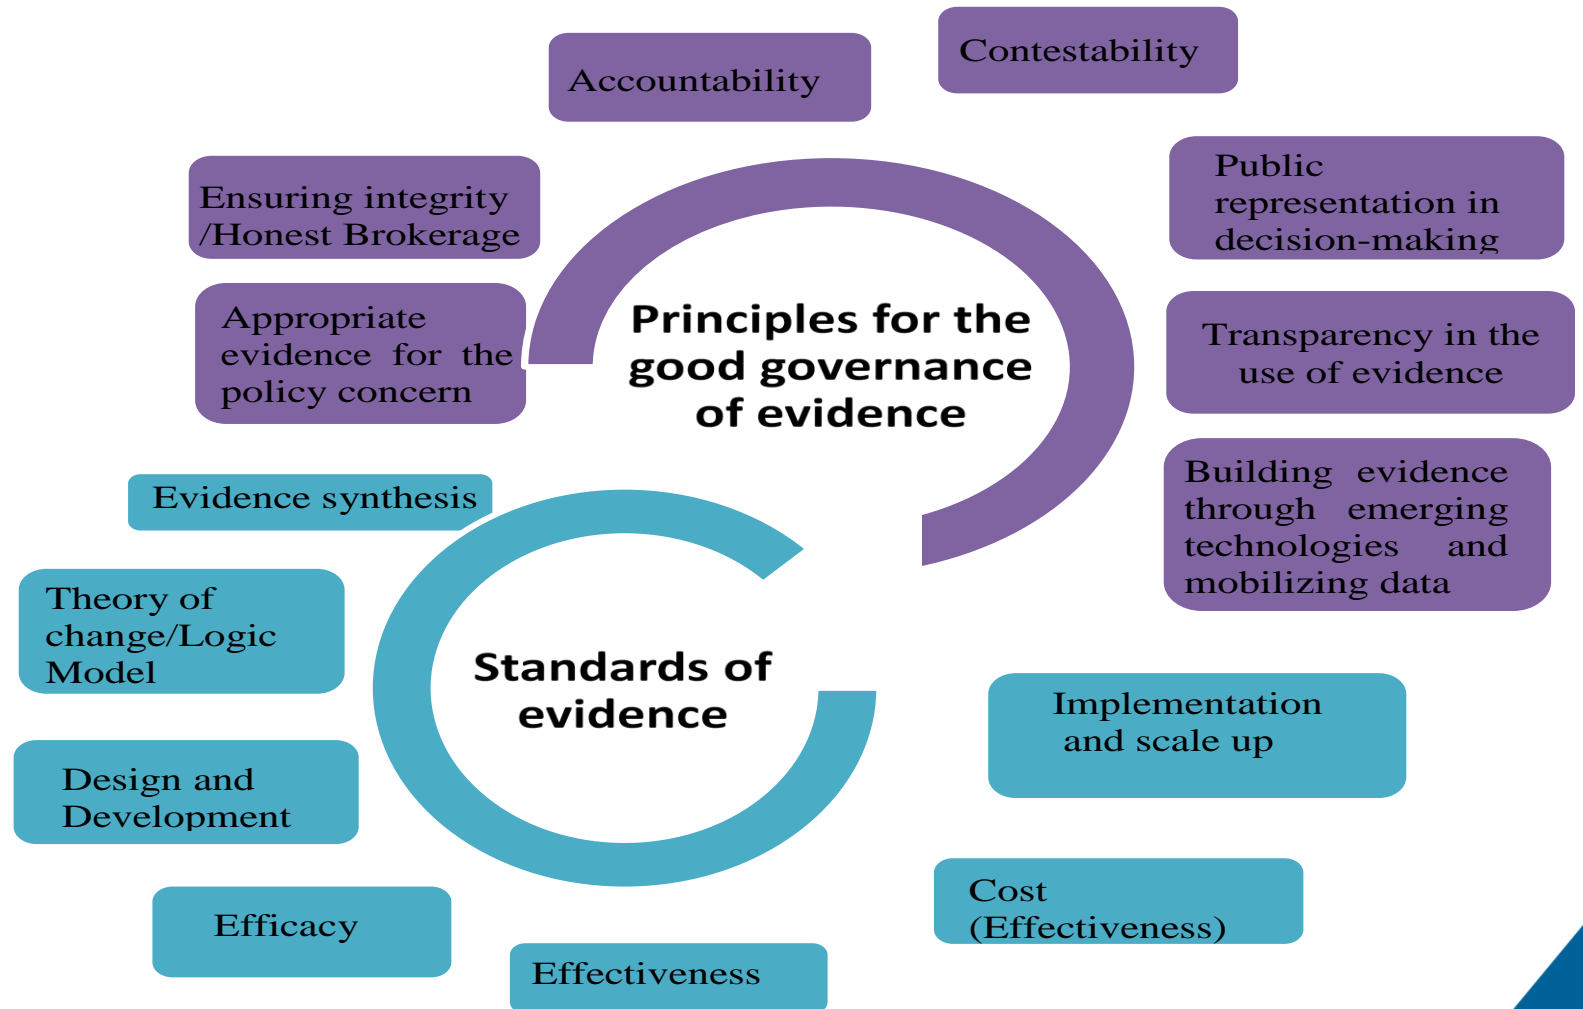 Contestability
Accountability
Public
representation in
decision-making
Ensuring integrity
/Honest Brokerage
Appropriate
evidence for the
policy concern
Principles for the
good governance
of evidence
Transparency in the
use of evidence
Building evidence
through emerging
technologies and
mobilizing data
Evidence synthesis
Theory of
change/Logic
Model
Standards of
evidence
Implementation
and scale up
Design and
Development
Cost
(Effectiveness)
Efficacy
Effectiveness